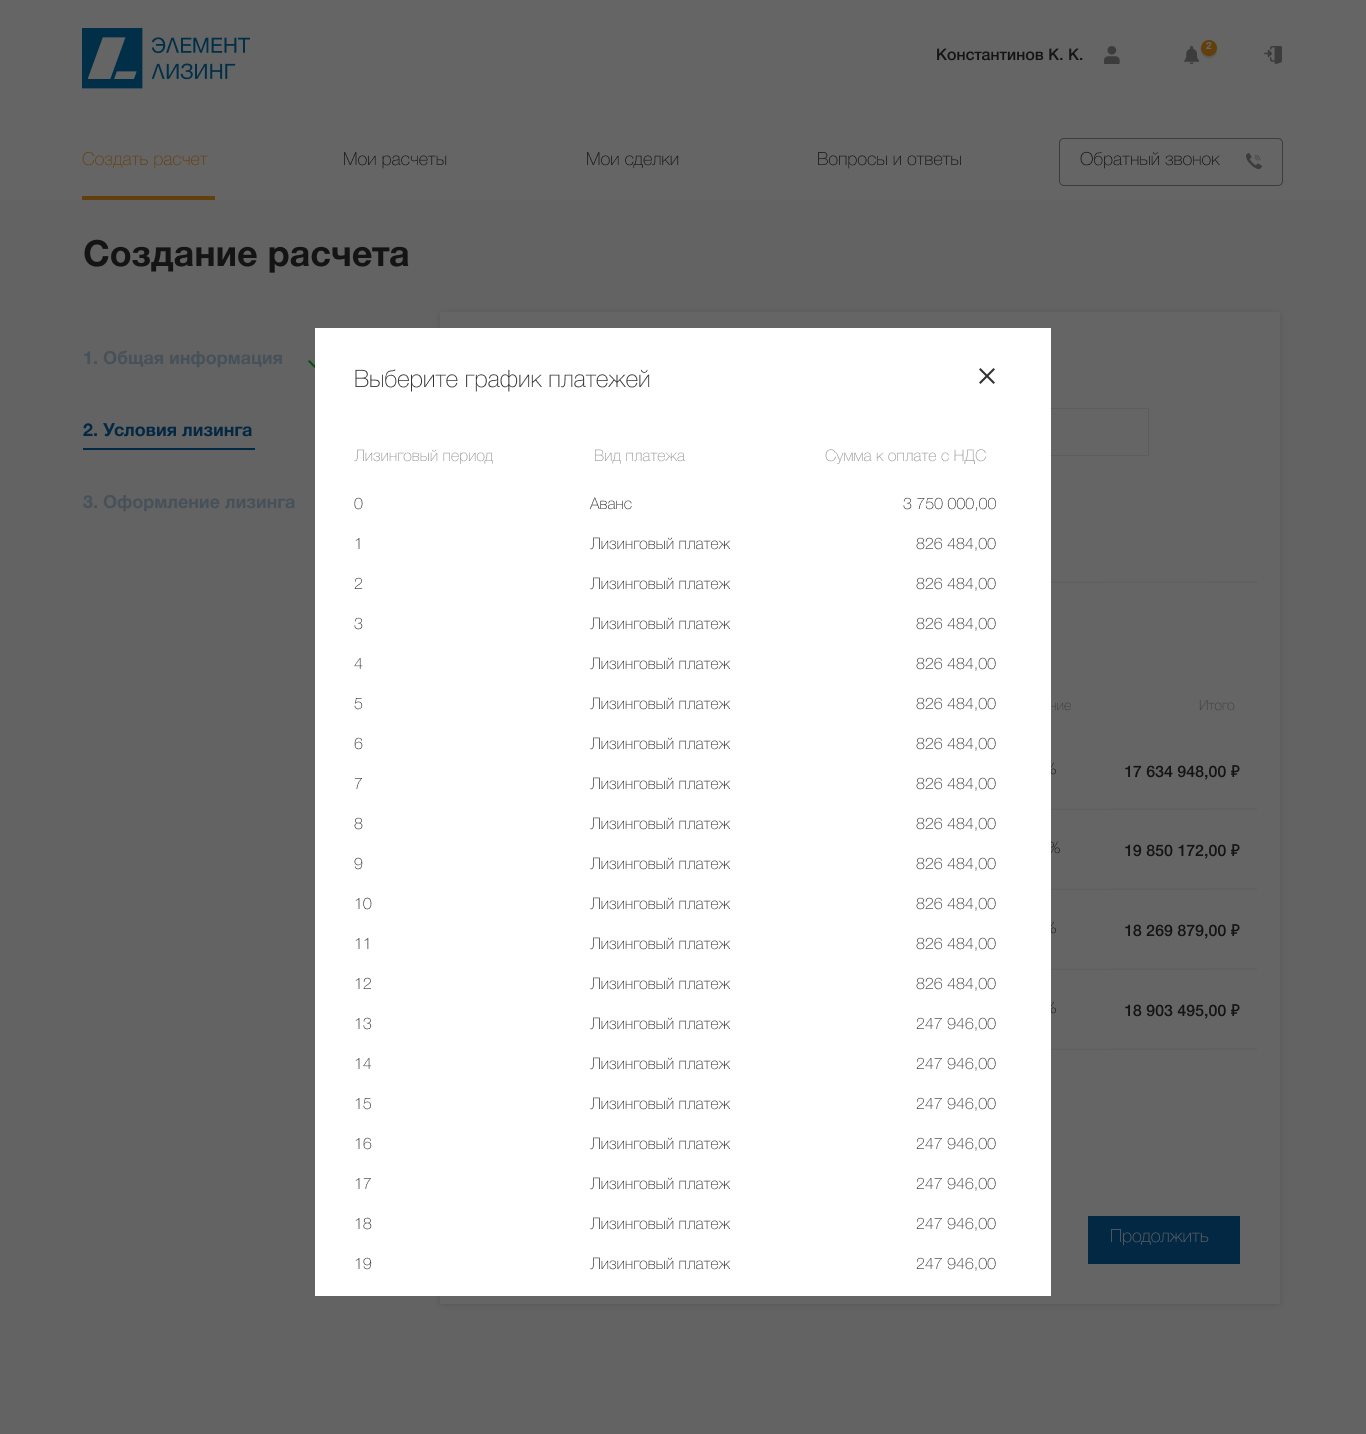 ЭЛЕМЕНТ
ЛИЗИНГ
Константинов К. К.
2
Создать расчет
Мои расчеты
Мои сделки
Вопросы и ответы
Обратный звонок
Создание расчета
1. Общая информация
2. Условия лизинга
3. Оформление лизинга
Выберите график платежей
Лизинговый период Вид платежа Сумма к оплате с НДС
0 Аванс 3 750 000,00
1 Лизинговый платеж 826 484,00
2 Лизинговый платеж 826 484,00
3 Лизинговый платеж 826 484,00
4 Лизинговый платеж 826 484,00
5 Лизинговый платеж 826 484,00
6 Лизинговый платеж 826 484,00
7 Лизинговый платеж 826 484,00
8 Лизинговый платеж 826 484,00
9 Лизинговый платеж 826 484,00
10 Лизинговый платеж 826 484,00
11 Лизинговый платеж 826 484,00
12 Лизинговый платеж 826 484,00
13 Лизинговый платеж 247 946,00
14 Лизинговый платеж 247 946,00
15 Лизинговый платеж 247 946,00
16 Лизинговый платеж 247 946,00
17 Лизинговый платеж 247 946,00
18 Лизинговый платеж 247 946,00
19 Лизинговый платеж 247 946,00
Итого
% 17 634 948,00 ₽
% 19 850 172,00 ₽
% 18 269 879,00 ₽
% 18 903 495,00 ₽
Продолжить